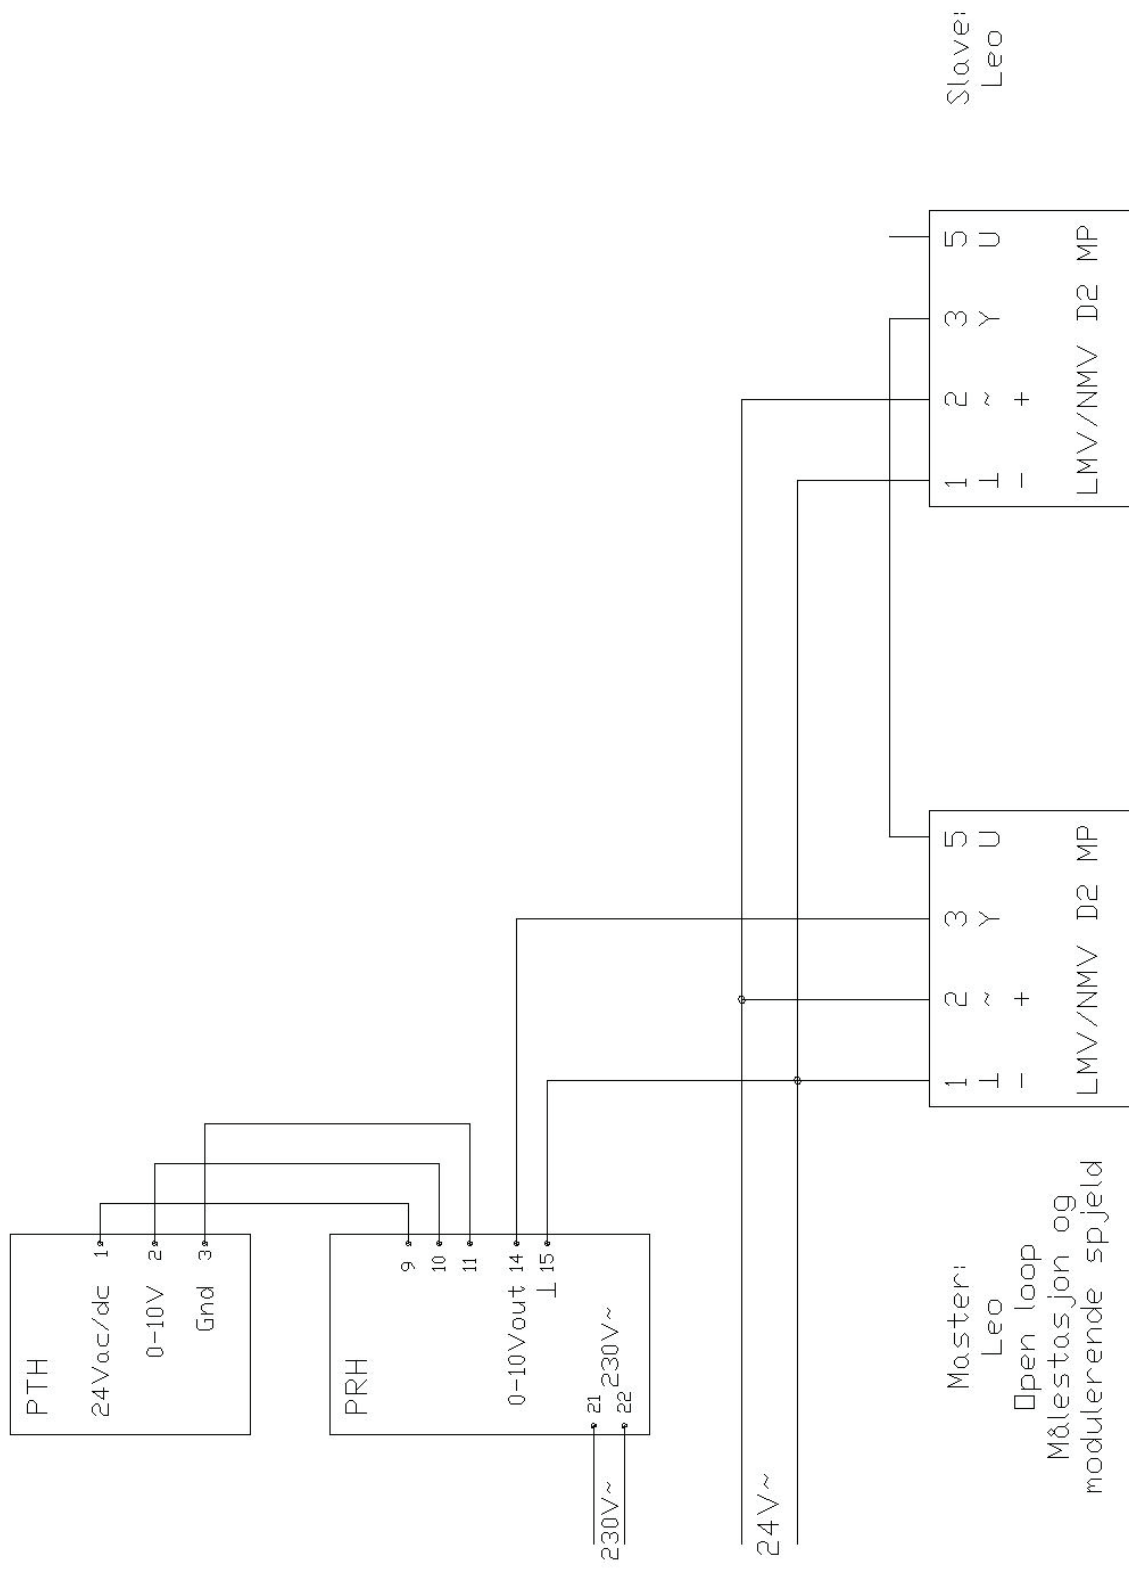 PTH
24Vac/dc 1
0-10V 2
Gnd 3
PRH
9
10
11
0-10Vout 14
⊥ 15
21
230V~
22
230V~
24V~
Master:
Leo
Open loop
Målestasjon og
modulerende spjeld
1 2 3 5
⊥ ~ Y U
- +
LMV/NMV D2 MP
Slave:
Leo
1 2 3 5
⊥ ~ Y U
- +
LMV/NMV D2 MP